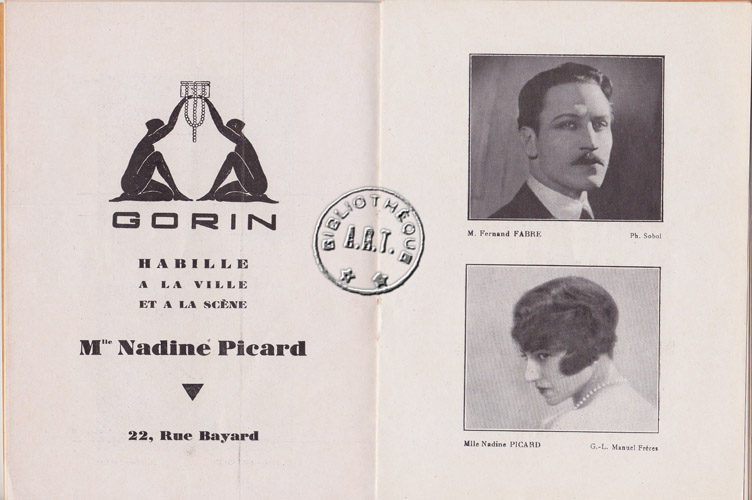 GORIN
HABILLE
A LA VILLE
ET A LA SCÈNE
Mlle Nadine Picard
22, Rue Bayard
BIBLIOTHÈQUE
A.R.T.
M. Fernand FABRE Ph. Sobol
Mlle Nadine PICARD G.-L. Manuel Frères